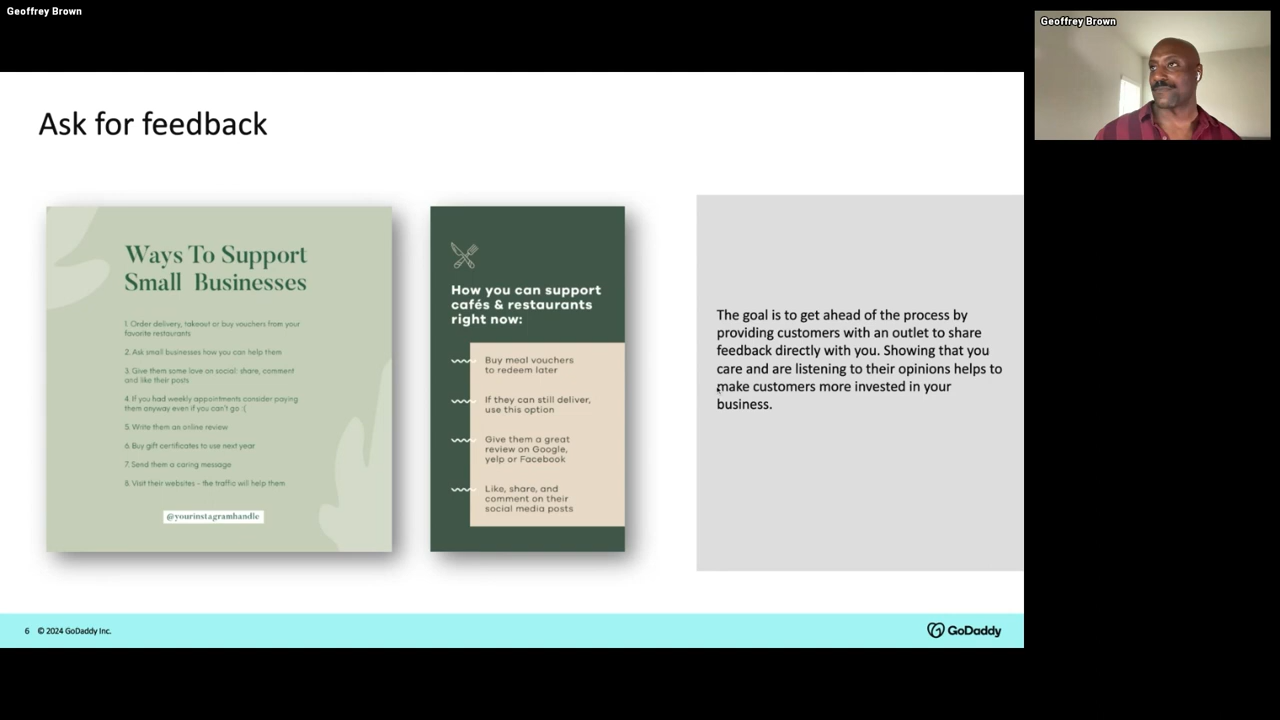 Geoffrey Brown
Geoffrey Brown
Ask for feedback
Ways To Support
Small Businesses
1. Order delivery, takeout or buy vouchers from your
favorite restaurants
2. Ask small businesses how you can help them
3. Give them some love on social: share, comment
and like their posts
4. If you had weekly appointments consider paying
them anyway even if you can't go :(
5. Write them an online review
6. Buy gift certificates to use next year
7. Send them a caring message
8. Visit their websites - the traffic will help them
@yourinstagramhandle
How you can support
cafés & restaurants
right now:
Buy meal vouchers
to redeem later
If they can still deliver,
use this option
Give them a great
review on Google,
yelp or Facebook
Like, share, and
comment on their
social media posts
The goal is to get ahead of the process by
providing customers with an outlet to share
feedback directly with you. Showing that you
care and are listening to their opinions helps to
make customers more invested in your
business.
6 © 2024 GoDaddy Inc.
GoDaddy